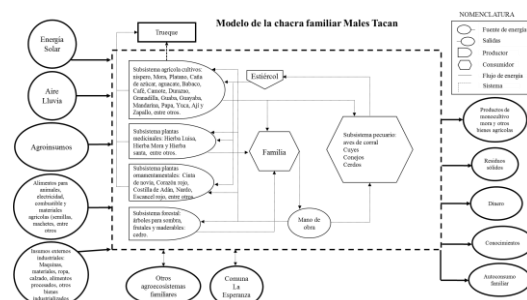 Modelo de la chacra familiar Males Tacan
NOMENCLATURA
Fuente de energía
Salidas
Productor
Consumidor
Flujo de energía
Sistema
Trueque
Energía
Solar
Aire
Lluvia
Agroinsumos
Alimentos para
animales,
electricidad,
combustible y
materiales
agrícolas (semillas,
machetes, entre
otros
Insumos externos
industriales:
Maquinas,
materiales, ropa,
calzado, alimentos
procesados, otros
bienes
industrializados
Subsistema agrícola cultivos:
níspero, Mora, Platano, Caña
de azúcar, aguacate, Babaco,
Café, Camote, Durazno,
Granadilla, Guaba, Guayaba,
Mandarina, Papa, Yuca, Ají y
Zapallo, entre otros.
Subsistema plantas
medicinales: Hierba Luisa,
Hierba Mora y Hierba
santa, entre otros.
Subsistema plantas
ornamentales: Cinta
de novia, Corazón rojo,
Costilla de Adán, Nardo,
Escancel rojo, entre otros.
Subsistema forestal:
árboles para sombra,
frutales y maderables:
cedro.
Estiércol
Familia
Mano de
obra
Subsistema pecuario:
aves de corral
Cuyes
Conejos
Cerdos
Productos de
monocultivo
mora y otros
bienes agrícolas
Residuos
sólidos
Dinero
Conocimientos
Autoconsumo
familiar
Otros
agroecosistemas
familiares
Comuna
La
Esperanza